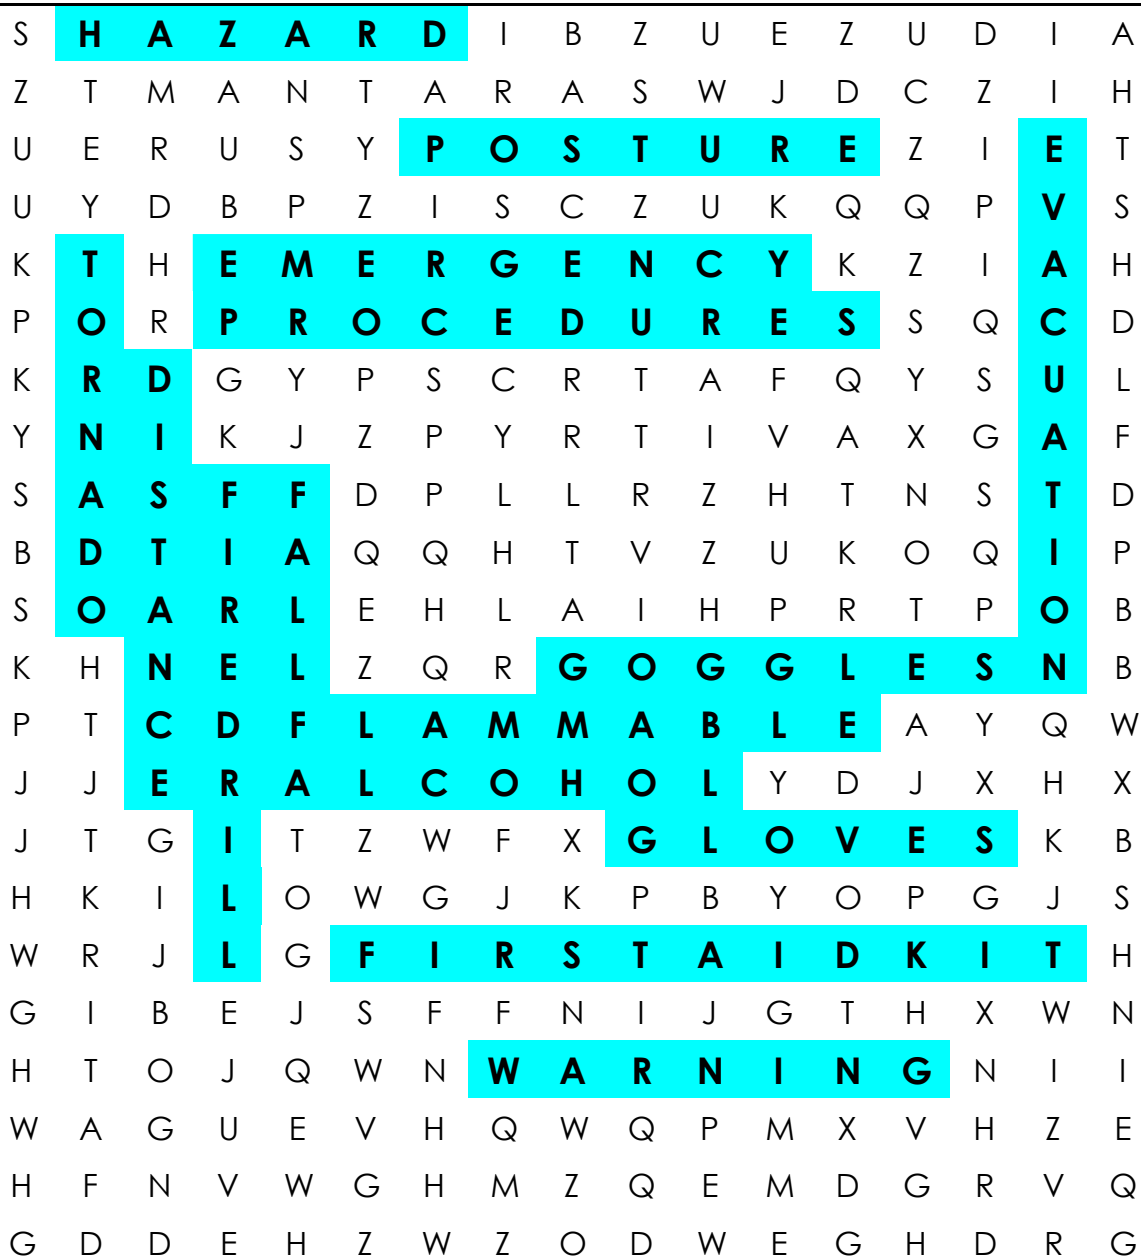 S H A Z A R D I B Z U E Z U D I A
Z T M A N T A R A S W J D C Z I H
U E R U S Y P O S T U R E Z I E T
U Y D B P Z I S C Z U K Q Q P V S
K T H E M E R G E N C Y K Z I A H
P O R P R O C E D U R E S S Q C D
K R D G Y P S C R T A F Q Y S U L
Y N I K J Z P Y R T I V A X G A F
S A S F F D P L L R Z H T N S T D
B D T I A Q Q H T V Z U K O Q I P
S O A R L E H L A I H P R T P O B
K H N E L Z Q R G O G G L E S N B
P T C D F L A M M A B L E A Y Q W
J J E R A L C O H O L Y D J X H X
J T G I T Z W F X G L O V E S K B
H K I L O W G J K P B Y O P G J S
W R J L G F I R S T A I D K I T H
G I B E J S F F N I J G T H X W N
H T O J Q W N W A R N I N G N I I
W A G U E V H Q W Q P M X V H Z E
H F N V W G H M Z Q E M D G R V Q
G D D E H Z W Z O D W E G H D R G